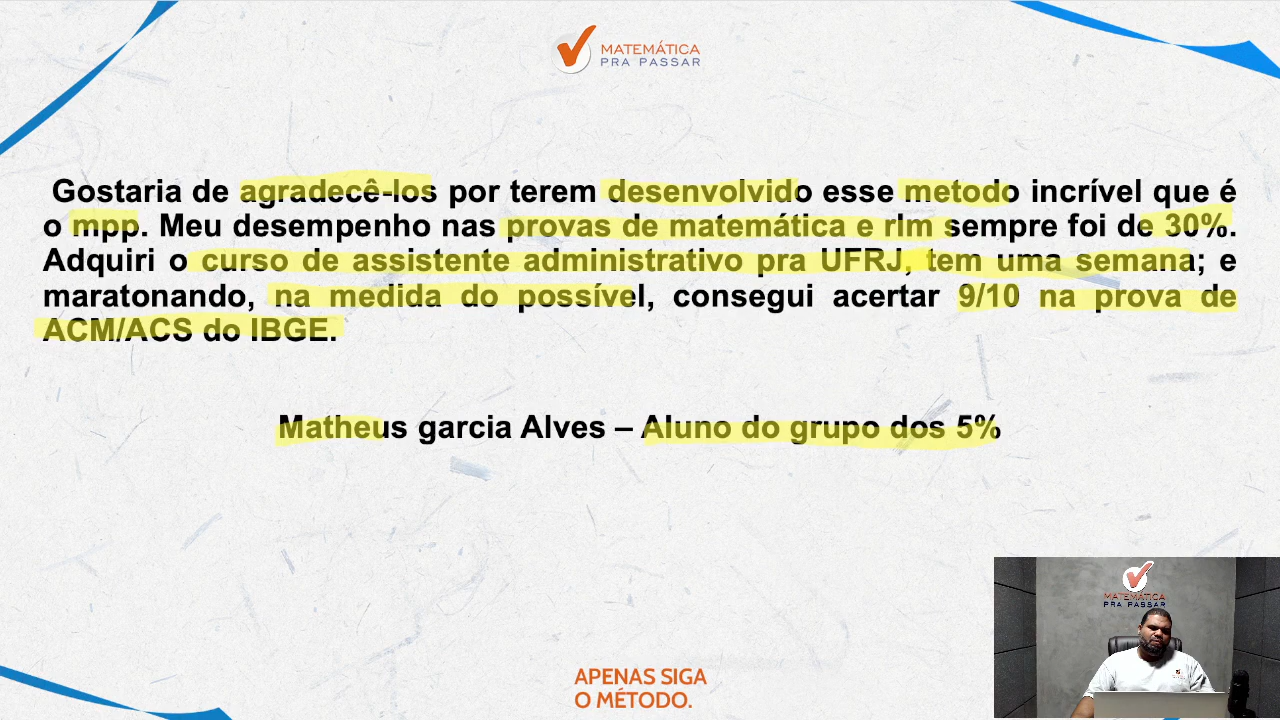 MATEMÁTICA
PRA PASSAR
Gostaria de agradecê-los por terem desenvolvido esse metodo incrível que é
o mpp. Meu desempenho nas provas de matemática e rlm sempre foi de 30%.
Adquiri o curso de assistente administrativo pra UFRJ, tem uma semana; e
maratonando, na medida do possível, consegui acertar 9/10 na prova de
ACM/ACS do IBGE.
Matheus garcia Alves – Aluno do grupo dos 5%
MATEMÁTICA
PRA PASSAR
APENAS SIGA
O MÉTODO.